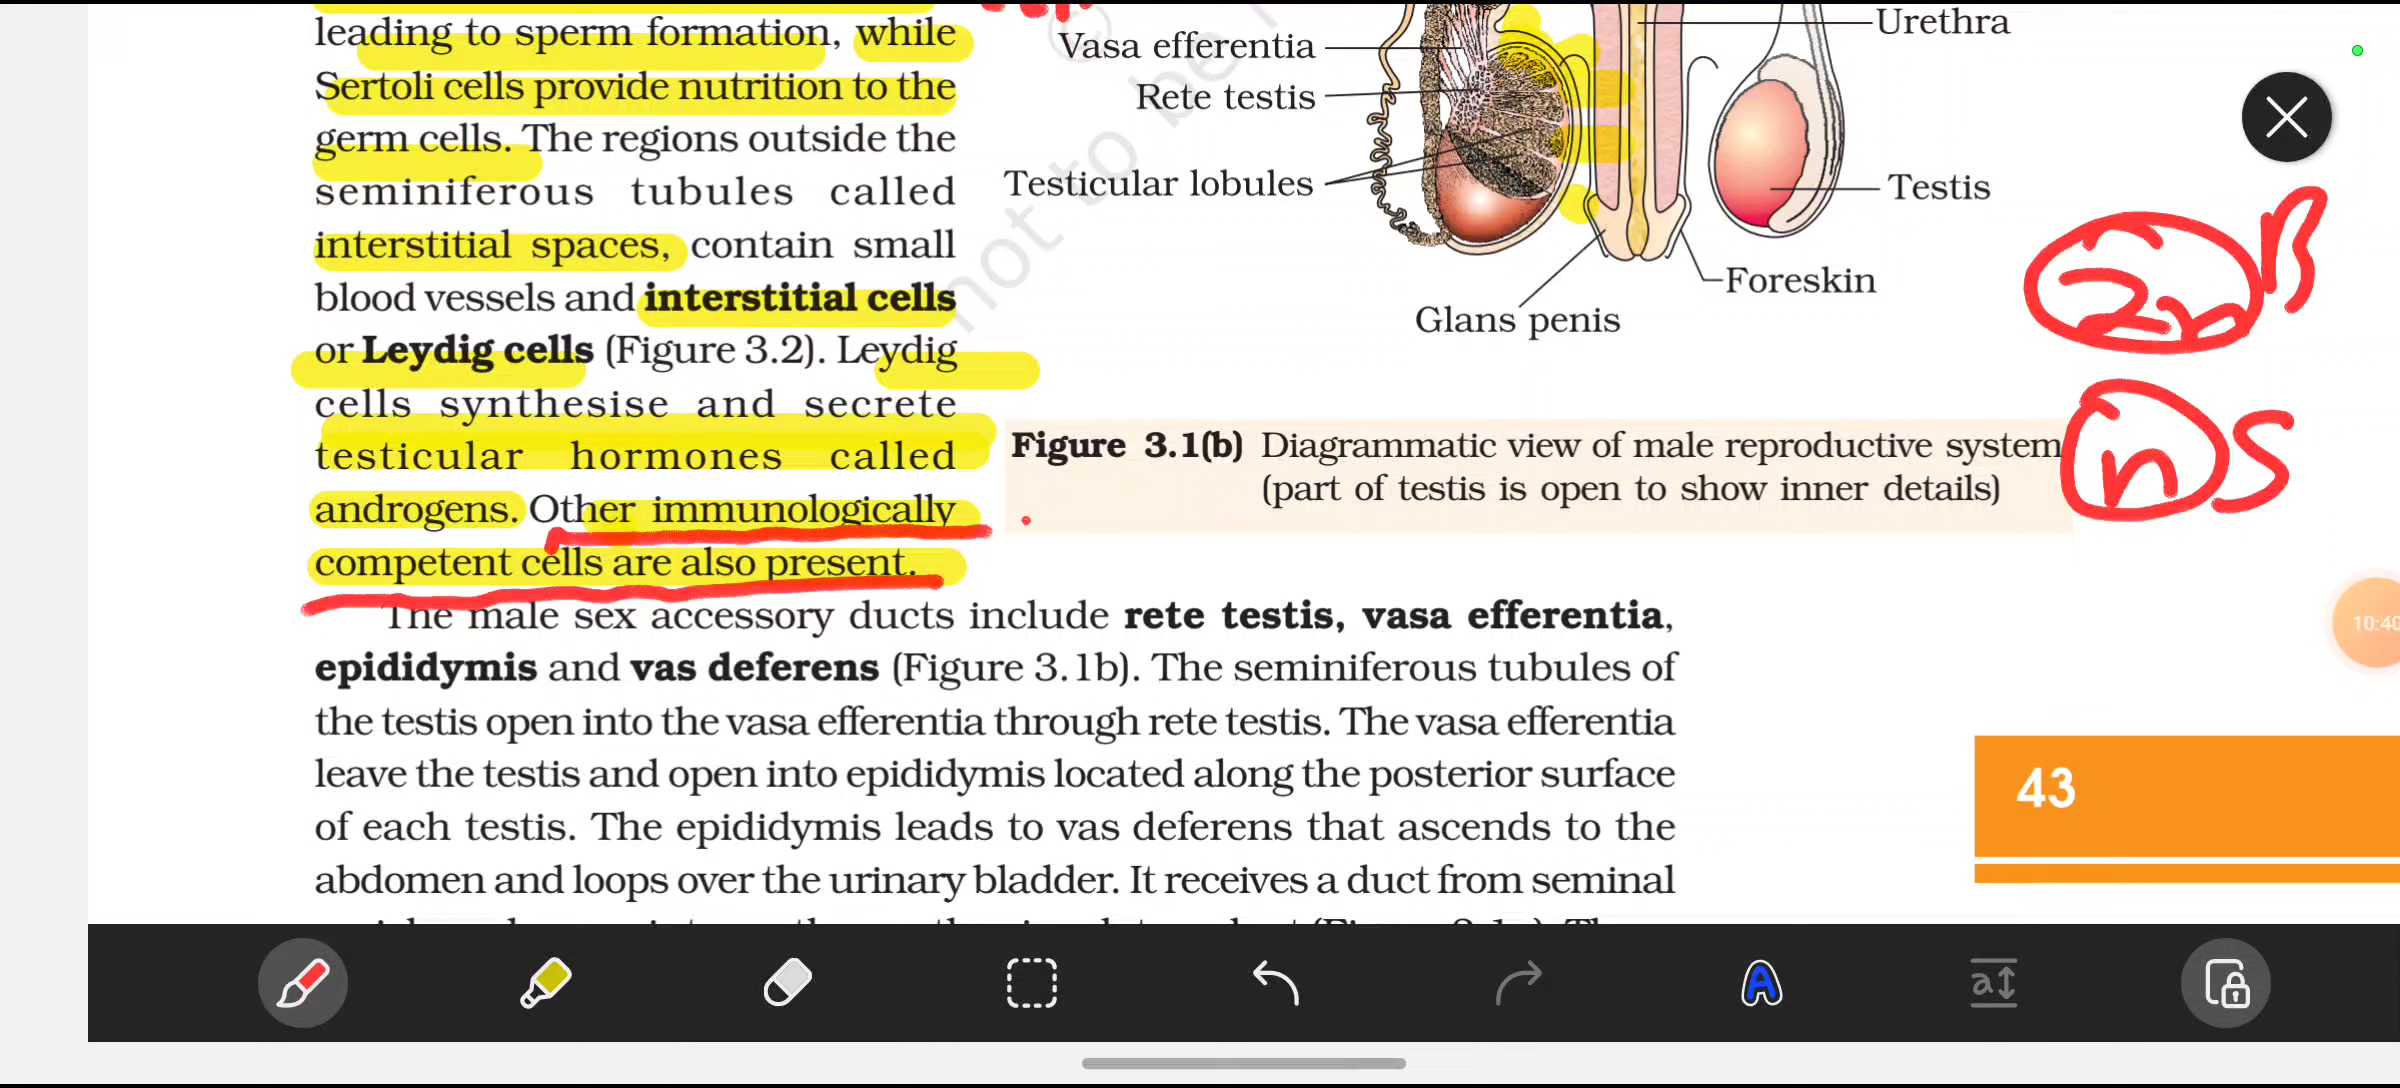 leading to sperm formation, while
Sertoli cells provide nutrition to the
germ cells. The regions outside the
seminiferous tubules called
interstitial spaces, contain small
blood vessels and interstitial cells
or Leydig cells (Figure 3.2). Leydig
cells synthesise and secrete
testicular hormones called
androgens. Other immunologically
competent cells are also present.
Vasa efferentia
Rete testis
Testicular lobules
Urethra
Testis
Foreskin
Glans penis
not to be
Figure 3.1(b) Diagrammatic view of male reproductive system
(part of testis is open to show inner details)
2n
n
The male sex accessory ducts include rete testis, vasa efferentia,
epididymis and vas deferens (Figure 3.1b). The seminiferous tubules of
the testis open into the vasa efferentia through rete testis. The vasa efferentia
leave the testis and open into epididymis located along the posterior surface
of each testis. The epididymis leads to vas deferens that ascends to the
abdomen and loops over the urinary bladder. It receives a duct from seminal
43
10:40
A
a